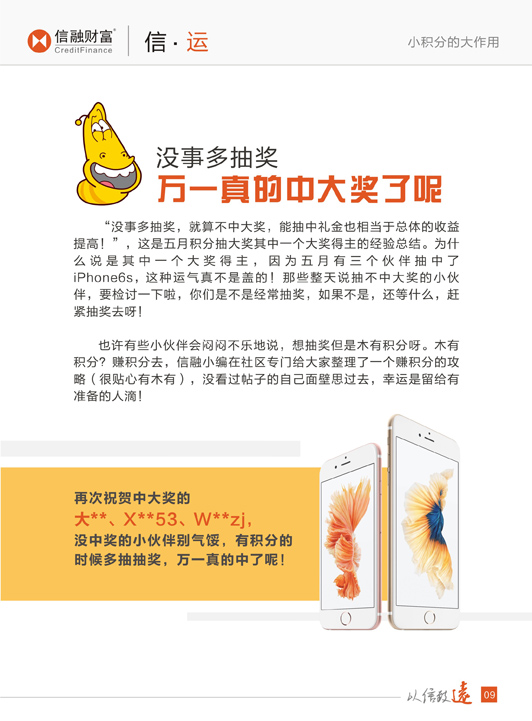 信融财富®
CreditFinance
信·运
小积分的大作用
没事多抽奖
万一真的中大奖了呢
“没事多抽奖，就算不中大奖，能抽中礼金也相当于总体的收益
提高！”，这是五月积分抽大奖其中一个大奖得主的经验总结。为什
么说是其中一个大奖得主，因为五月有三个伙伴抽中了
iPhone6s，这种运气真不是盖的！那些整天说抽不中大奖的小伙
伴，要检讨一下啦，你们是不是经常抽奖，如果不是，还等什么，赶
紧抽奖去呀！
也许有些小伙伴会闷闷不乐地说，想抽奖但是木有积分呀。木有
积分？赚积分去，信融小编在社区专门给大家整理了一个赚积分的攻
略（很贴心有木有），没看过帖子的自己面壁思过去，幸运是留给有
准备的人滴！
再次祝贺中大奖的
大**、X**53、W**zj，
没中奖的小伙伴别气馁，有积分的
时候多抽抽奖，万一真的中了呢！
以信致远
09